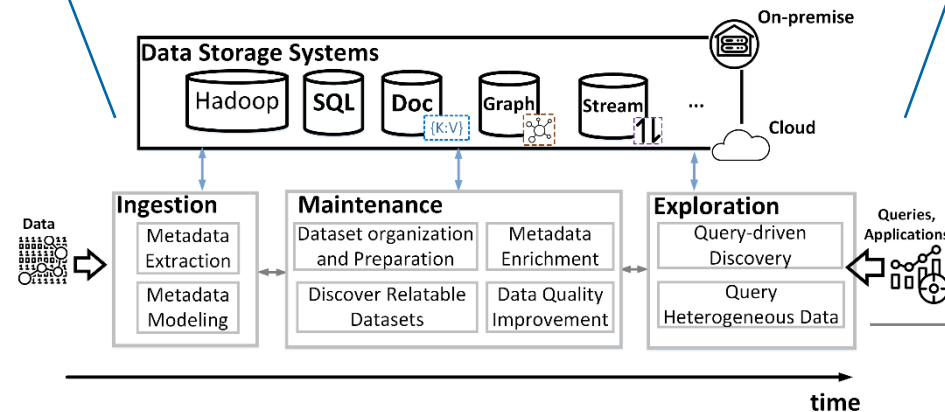 On-premise
Data Storage Systems
Hadoop
SQL
Doc
{K:V}
Graph
Stream
...
Cloud
Ingestion
Metadata
Extraction
Metadata
Modeling
Maintenance
Dataset organization
and Preparation
Metadata
Enrichment
Discover Relatable
Datasets
Data Quality
Improvement
Exploration
Query-driven
Discovery
Query
Heterogeneous Data
Data
Queries,
Applications
time